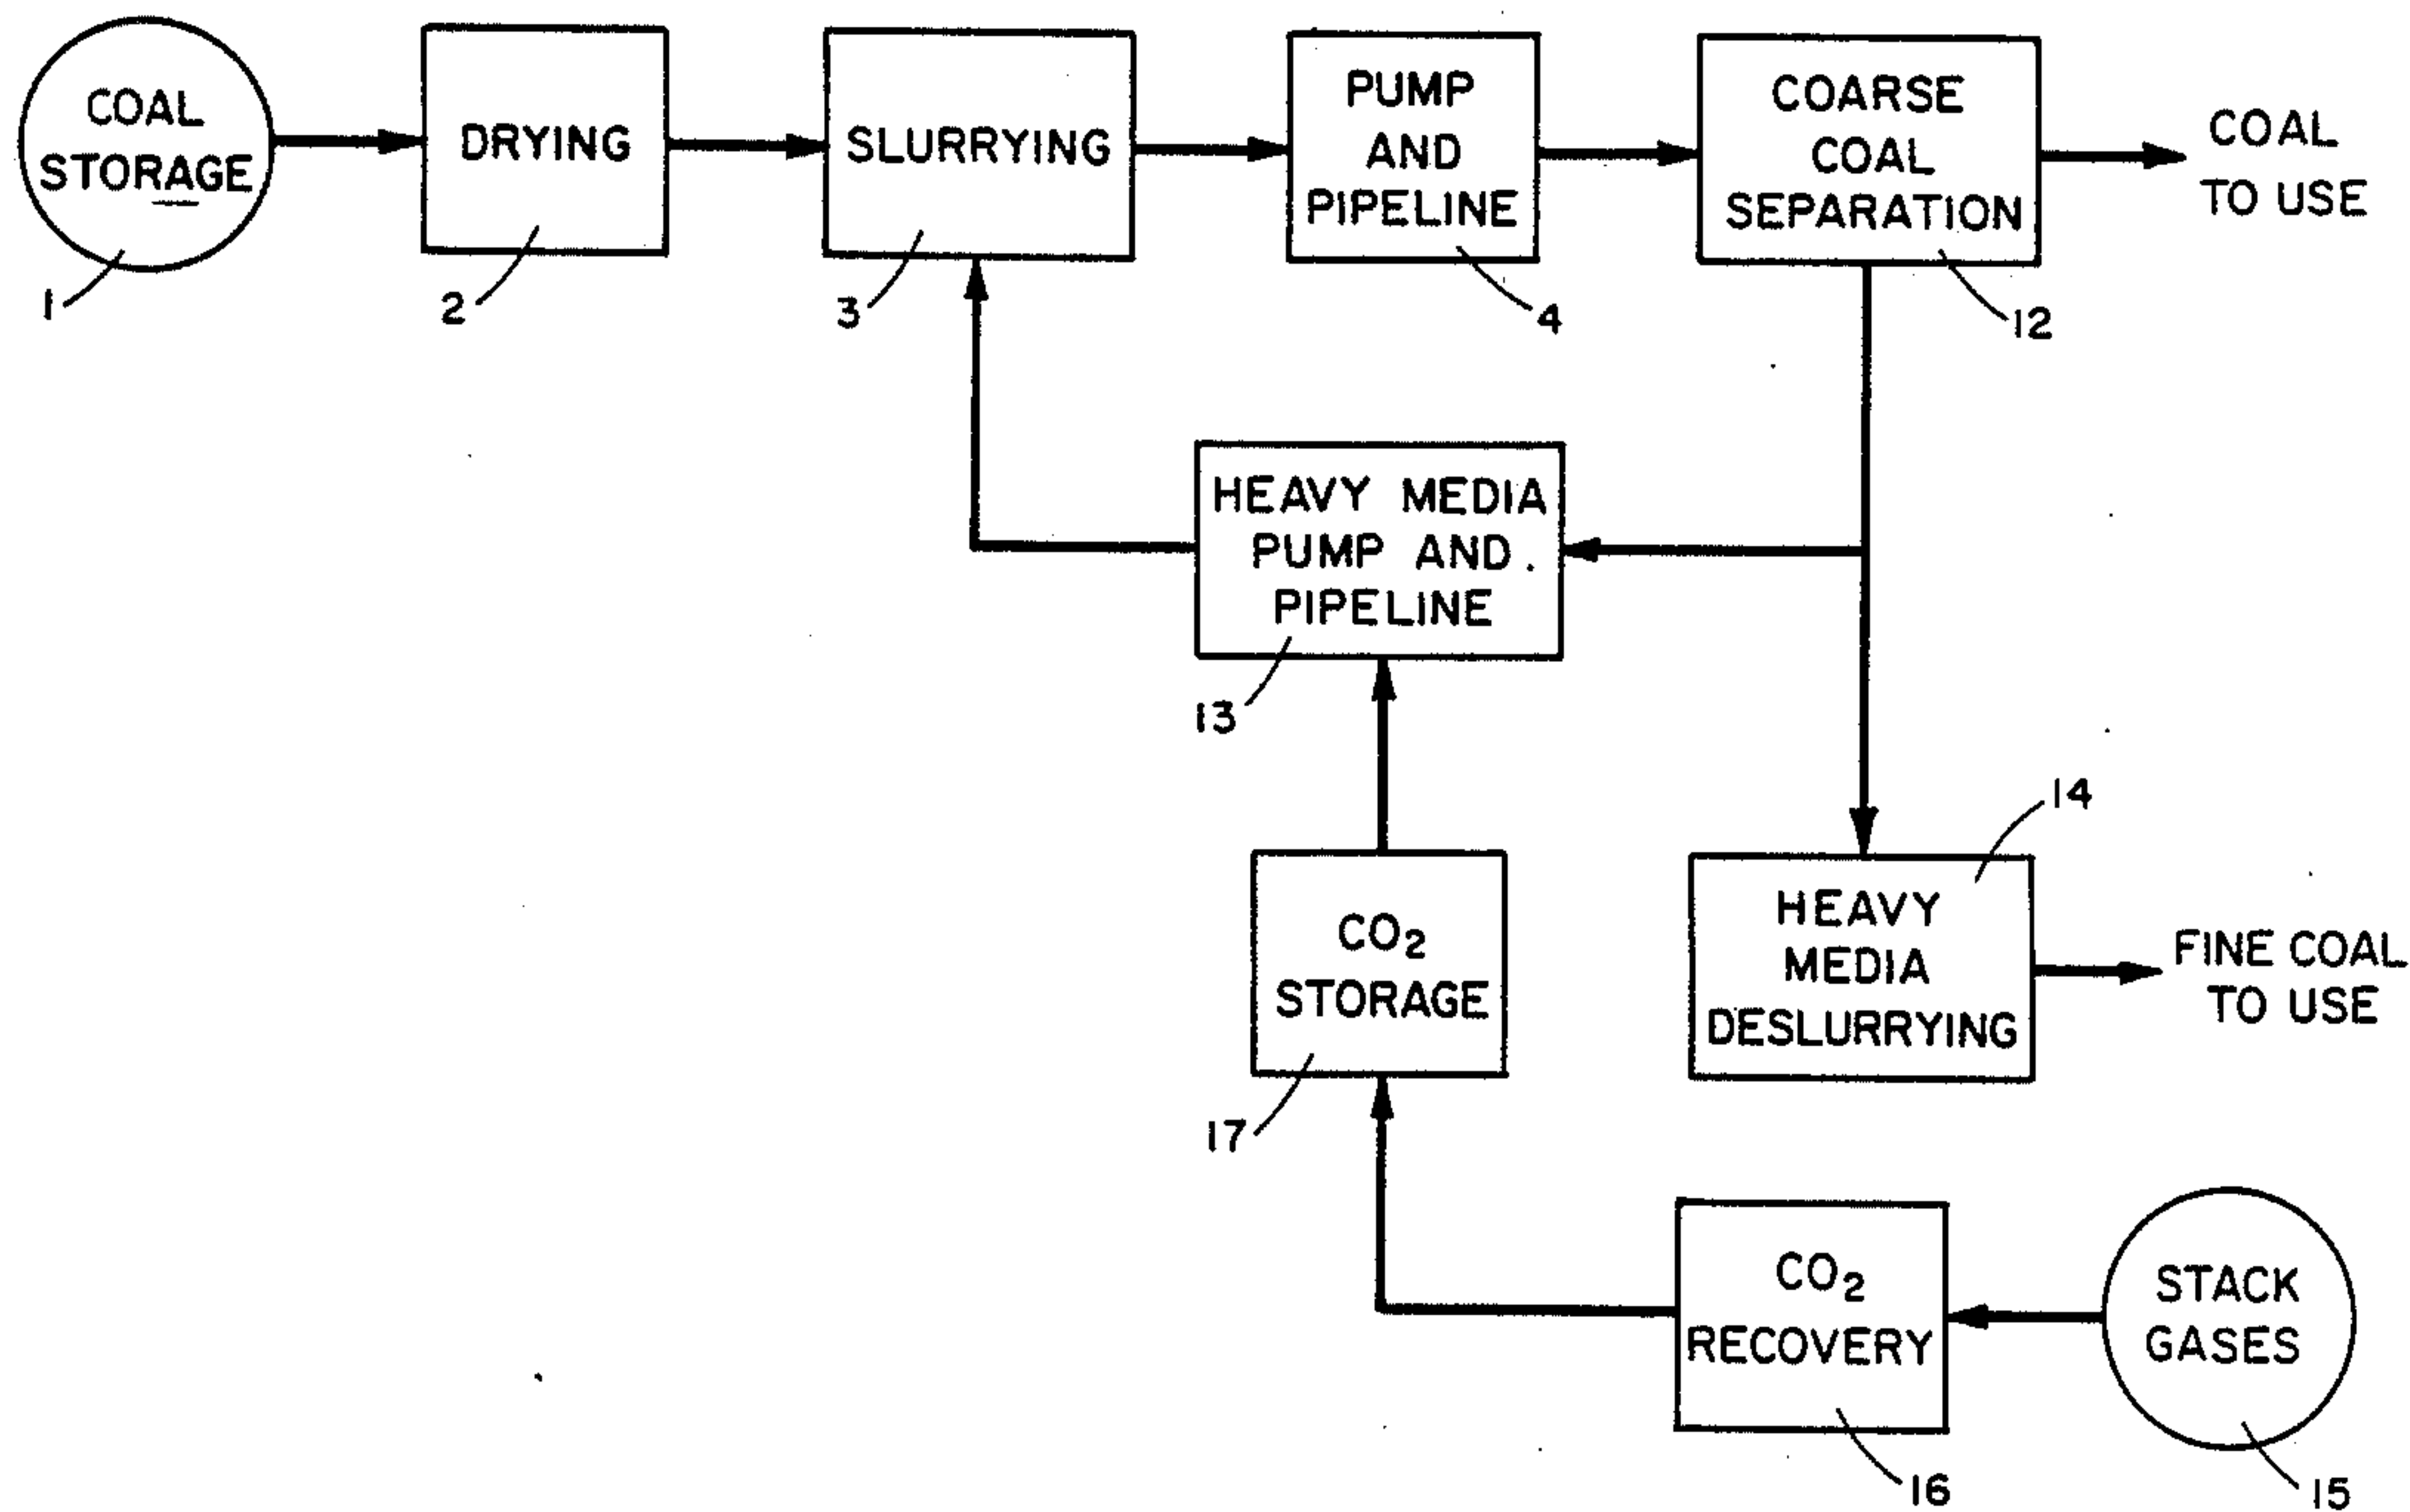 COAL
STORAGE
1
DRYING
2
SLURRYING
3
PUMP
AND
PIPELINE
4
COARSE
COAL
SEPARATION
12
COAL
TO USE
HEAVY MEDIA
PUMP AND
PIPELINE
13
14
HEAVY
MEDIA
DESLURRYING
FINE COAL
TO USE
CO₂
STORAGE
17
CO₂
RECOVERY
16
STACK
GASES
15